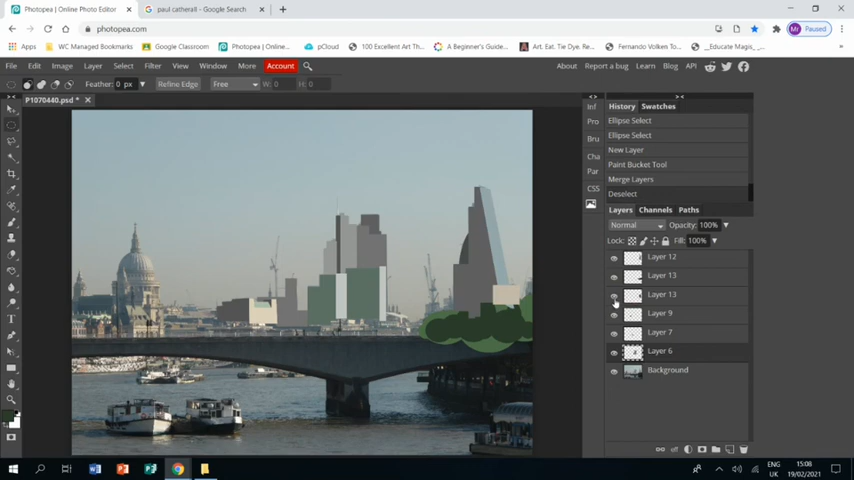 Photopea | Online Photo Editor
paul catherall - Google Search
photopea.com
Paused
Apps
WC Managed Bookmarks
Google Classroom
Photopea | Online...
pCloud
100 Excellent Art Th...
A Beginner's Guide...
Art. Eat. Tie Dye. Re...
Fernando Volken To...
__Educate Magis_ -...
File Edit Image Layer Select Filter View Window More Account
About Report a bug Learn Blog API
Feather: 0 px Refine Edge Free W: 0 H: 0
P1070440.psd *
Inf
Pro
Bru
Cha
Par
CSS
History Swatches
Ellipse Select
Ellipse Select
New Layer
Paint Bucket Tool
Merge Layers
Deselect
Layers Channels Paths
Normal Opacity: 100%
Lock: Fill: 100%
Layer 12
Layer 13
Layer 13
Layer 9
Layer 7
Layer 6
Background
ENG
UK
15:08
19/02/2021